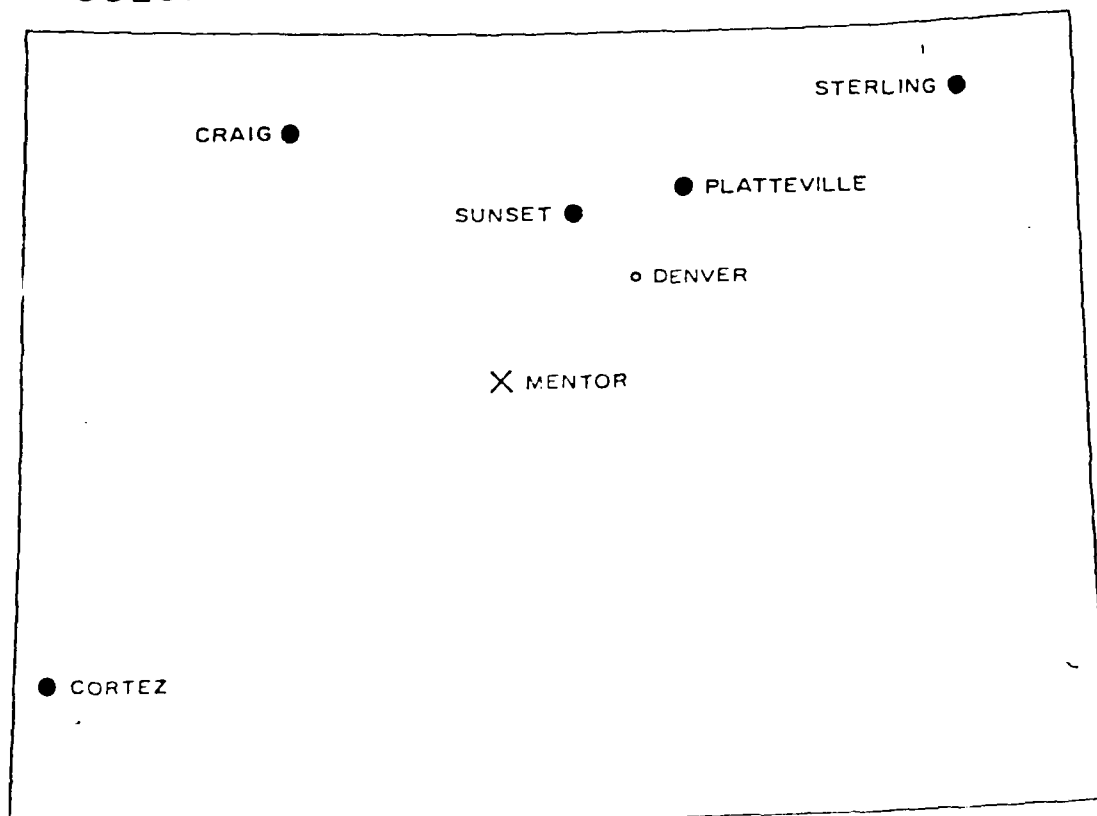 STERLING
CRAIG
PLATTEVILLE
SUNSET
DENVER
MENTOR
CORTEZ